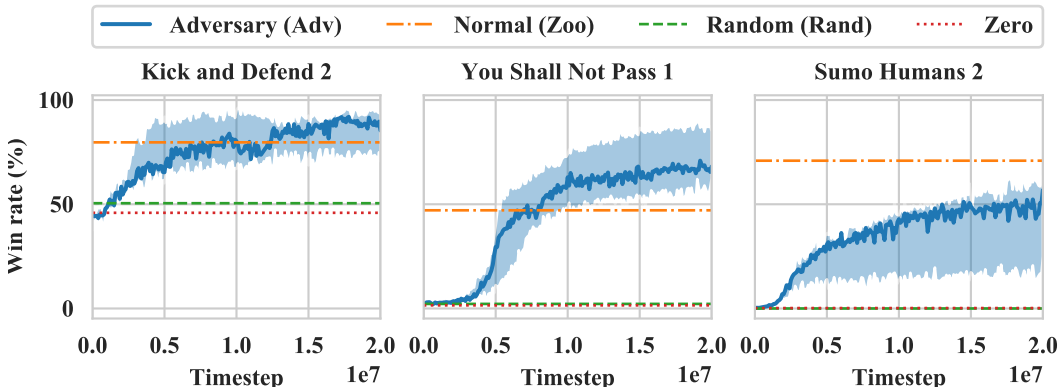 Adversary (Adv) Normal (Zoo) Random (Rand) Zero
Kick and Defend 2 You Shall Not Pass 1 Sumo Humans 2
100
50
0
Win rate (%)
0.0 0.5 1.0 1.5 2.0 0.0 0.5 1.0 1.5 2.0 0.0 0.5 1.0 1.5 2.0
Timestep 1e7 Timestep 1e7 Timestep 1e7